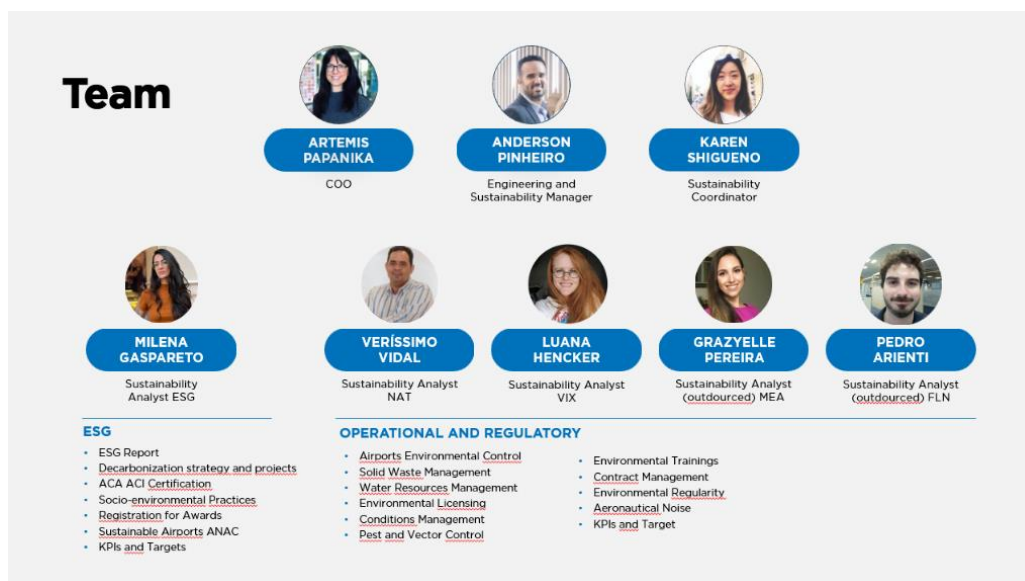 Team
ARTEMIS
PAPANIKA
COO
ANDERSON
PINHEIRO
Engineering and
Sustainability Manager
KAREN
SHIGUENO
Sustainability
Coordinator
MILENA
GASPARETO
Sustainability
Analyst ESG
VERÍSSIMO
VIDAL
Sustainability Analyst
NAT
LUANA
HENCKER
Sustainability Analyst
VIX
GRAZYELLE
PEREIRA
Sustainability Analyst
(outdourced) MEA
PEDRO
ARIENTI
Sustainability Analyst
(outdourced) FLN
ESG
• ESG Report
• Decarbonization strategy and projects
• ACA ACI Certification
• Socio-environmental Practices
• Registration for Awards
• Sustainable Airports ANAC
• KPIs and Targets
OPERATIONAL AND REGULATORY
• Airports Environmental Control
• Solid Waste Management
• Water Resources Management
• Environmental Licensing
• Conditions Management
• Pest and Vector Control
• Environmental Trainings
• Contract Management
• Environmental Regularity
• Aeronautical Noise
• KPIs and Target